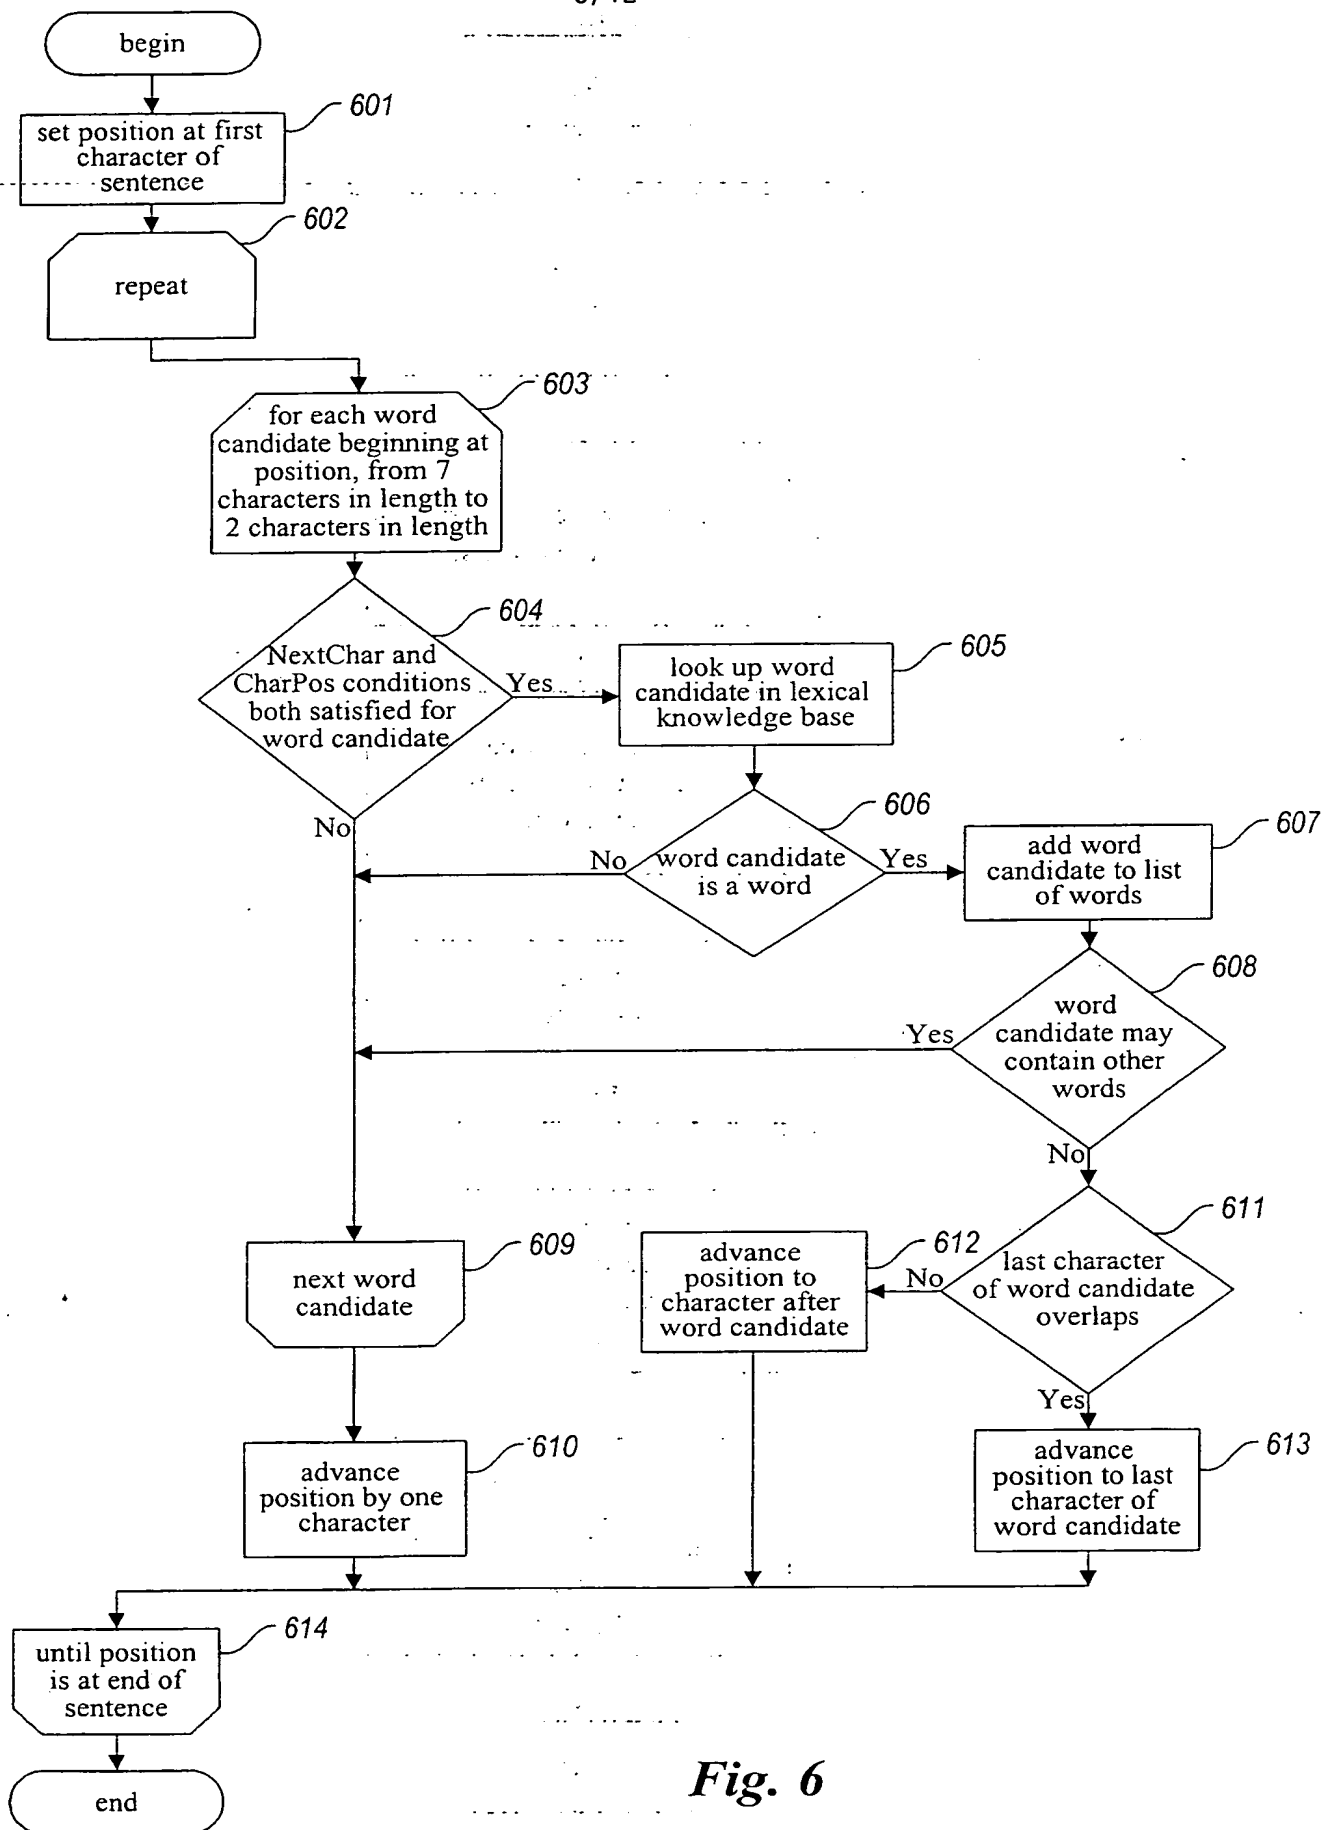 begin
601
set position at first
character of
sentence
602
repeat
603
for each word
candidate beginning at
position, from 7
characters in length to
2 characters in length
604
NextChar and
CharPos conditions
both satisfied for
word candidate
Yes
605
look up word
candidate in lexical
knowledge base
No
606
word candidate
is a word
No
Yes
607
add word
candidate to list
of words
608
word
candidate may
contain other
words
Yes
No
609
next word
candidate
611
last character
of word candidate
overlaps
No
Yes
612
advance
position to
character after
word candidate
610
advance
position by one
character
613
advance
position to last
character of
word candidate
614
until position
is at end of
sentence
end
Fig. 6